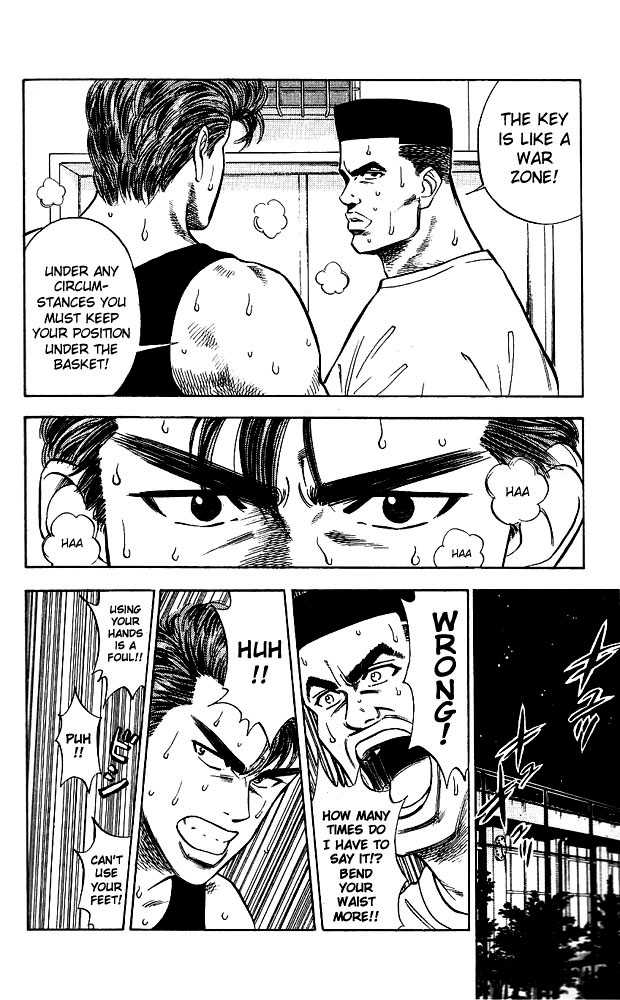 THE KEY
IS LIKE A
WAR
ZONE!
UNDER ANY
CIRCUM-
STANCES YOU
MUST KEEP
YOUR POSITION
UNDER THE
BASKET!
HAA
HAA
HAA
WRONG!
HOW MANY
TIMES DO
I HAVE TO
SAY IT!?
BEND
YOUR
WAIST
MORE!!
HUH
!!
USING
YOUR
HANDS
IS A
FOUL!!
PUH
!!
CAN'T
USE
YOUR
FEET!